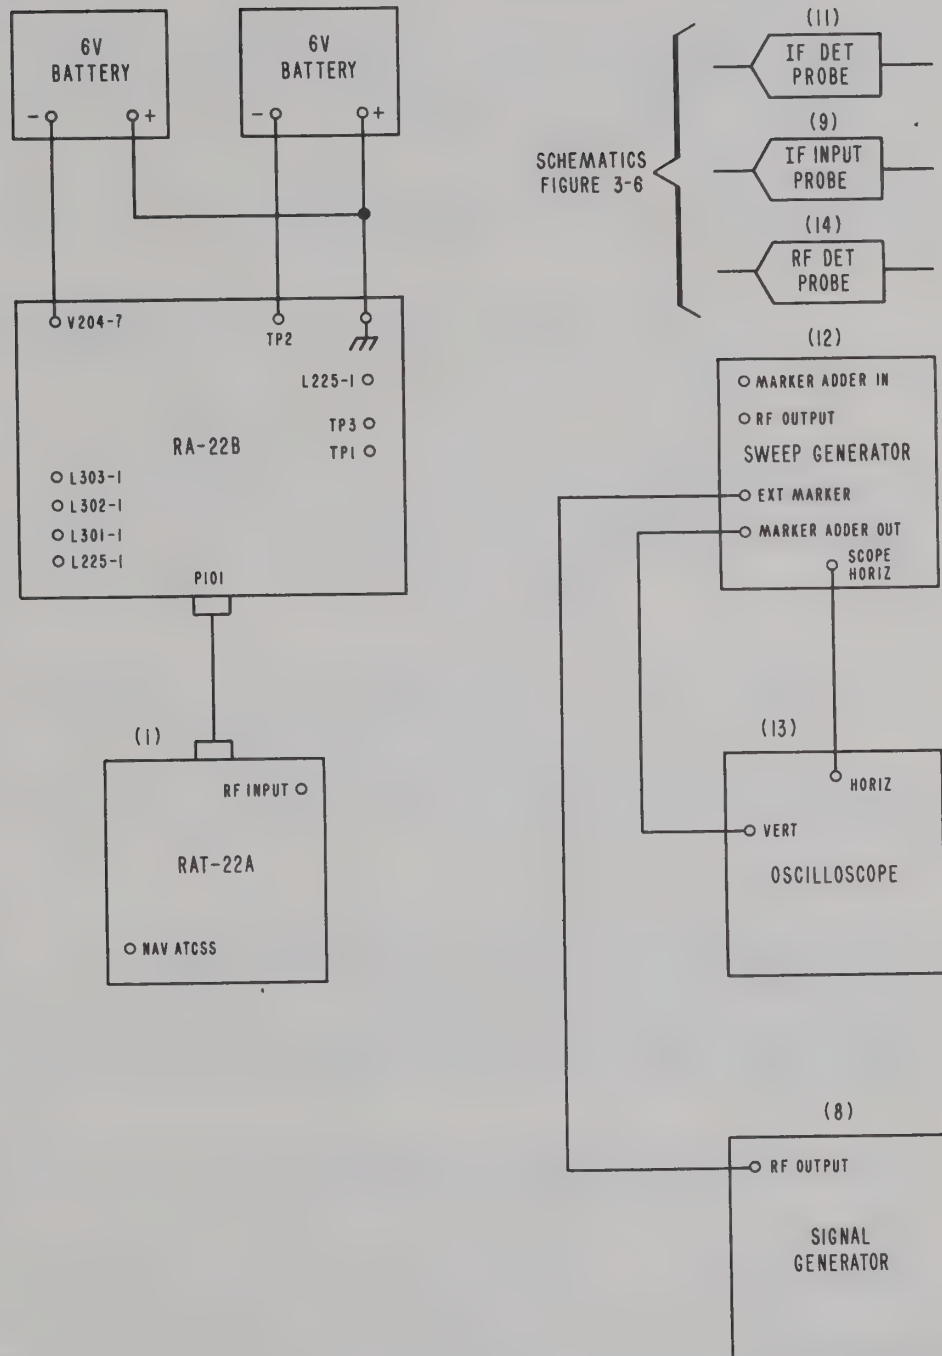 6V
BATTERY
- +
6V
BATTERY
- +
V204-7
TP2
L225-1
TP3
TP1
RA-22B
L303-1
L302-1
L301-1
L225-1
P101
(1)
RF INPUT
RAT-22A
NAV ATCSS
SCHEMATICS
FIGURE 3-6
(11)
IF DET
PROBE
(9)
IF INPUT
PROBE
(14)
RF DET
PROBE
(12)
MARKER ADDER IN
RF OUTPUT
SWEEP GENERATOR
EXT MARKER
MARKER ADDER OUT
SCOPE
HORIZ
(13)
HORIZ
VERT
OSCILLOSCOPE
(8)
RF OUTPUT
SIGNAL
GENERATOR